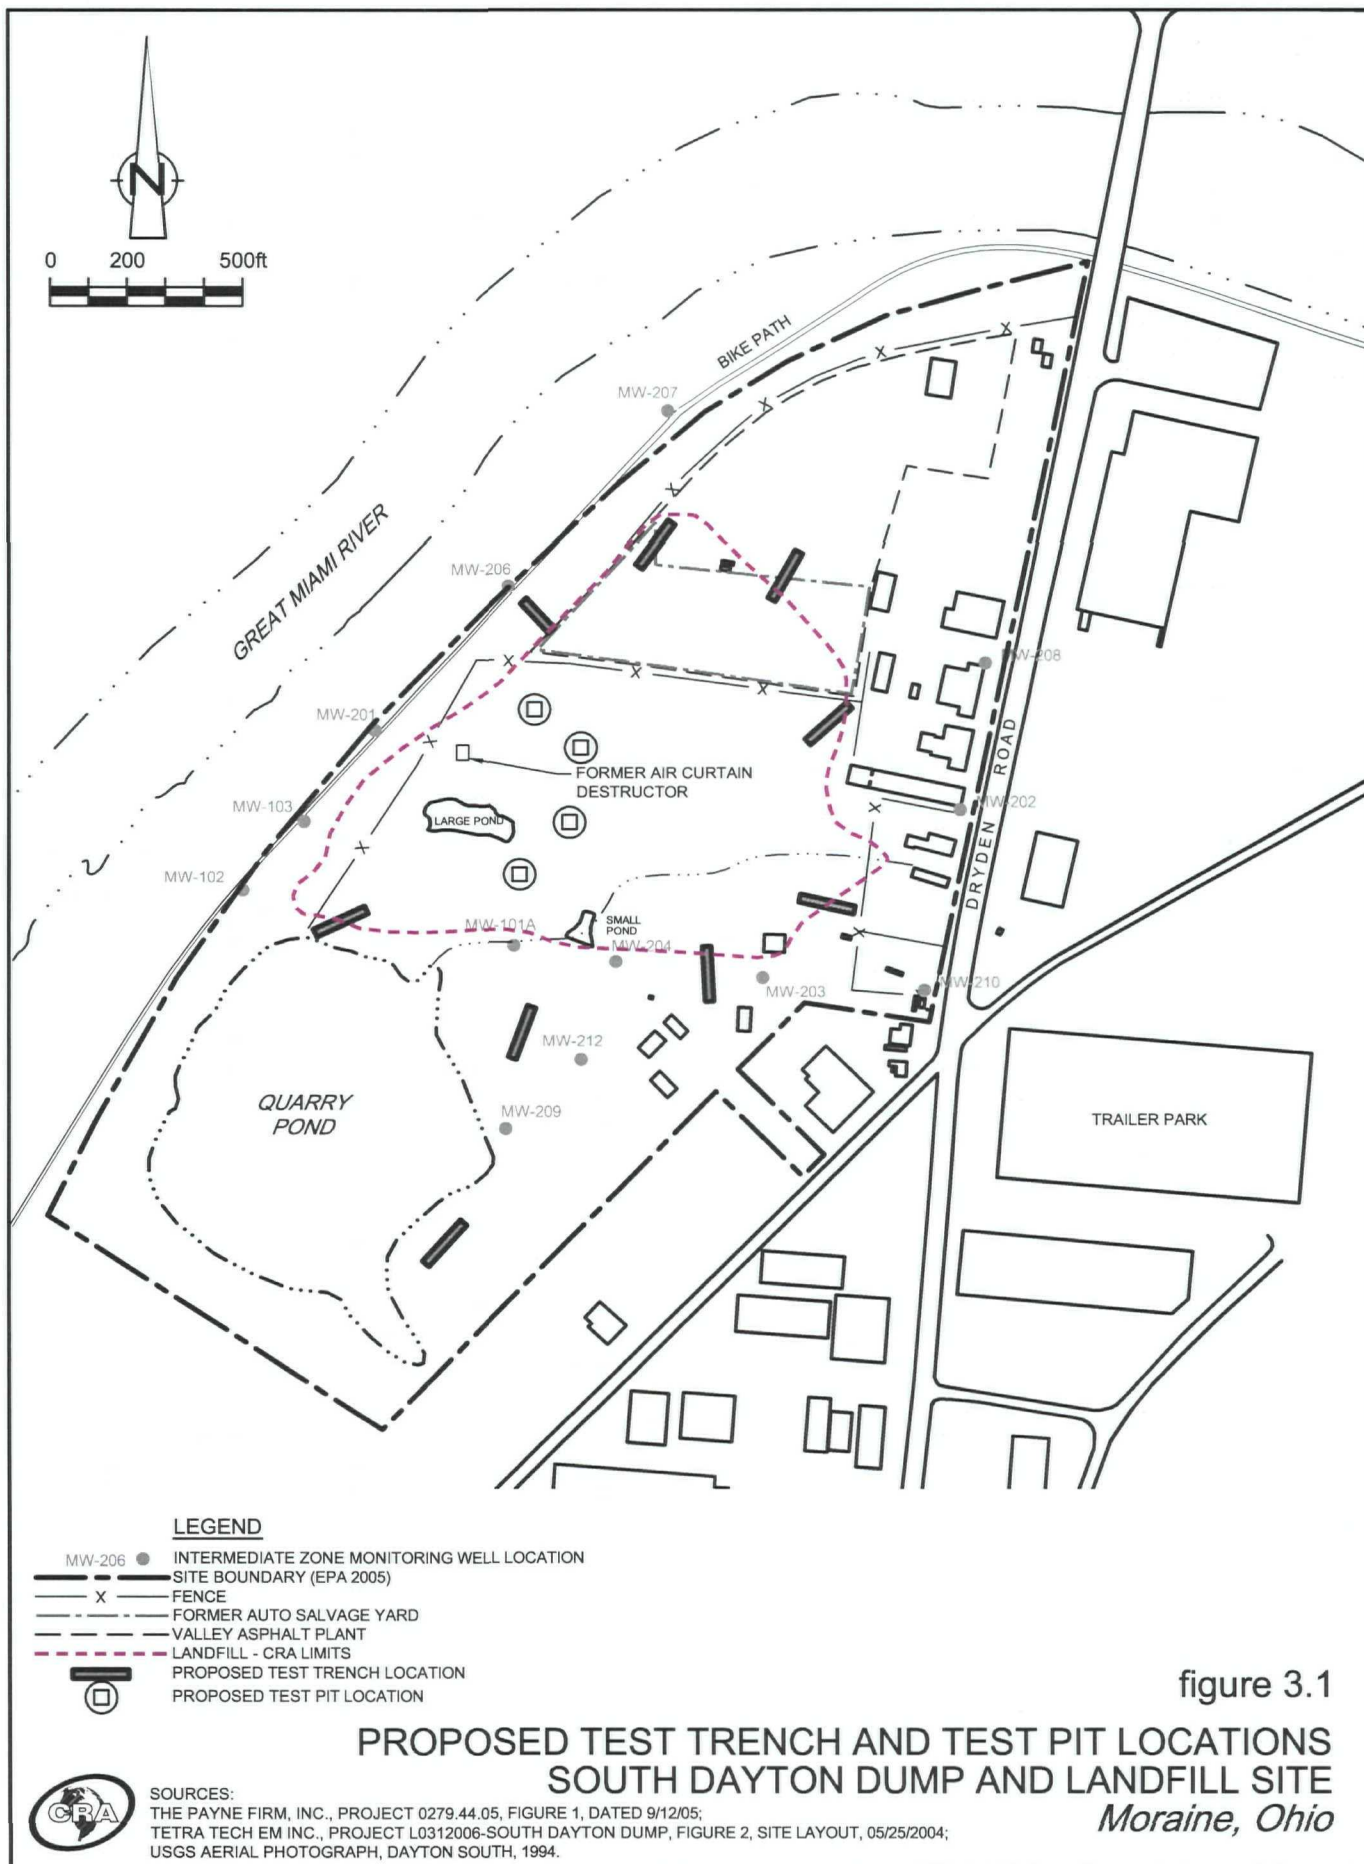 N
0 200 500ft
BIKE PATH
MW-207
GREAT MIAMI RIVER
MW-206
MW-208
MW-201
FORMER AIR CURTAIN
DESTRUCTOR
DRYDEN ROAD
MW-103
LARGE POND
MW-202
MW-102
MW-101A
SMALL
POND
MW-204
MW-203
MW-210
MW-212
QUARRY
POND
MW-209
TRAILER PARK
X
X
X
X
X
X
X
X
X
X
X
LEGEND
MW-206 INTERMEDIATE ZONE MONITORING WELL LOCATION
SITE BOUNDARY (EPA 2005)
X FENCE
FORMER AUTO SALVAGE YARD
VALLEY ASPHALT PLANT
LANDFILL - CRA LIMITS
PROPOSED TEST TRENCH LOCATION
PROPOSED TEST PIT LOCATION
figure 3.1
PROPOSED TEST TRENCH AND TEST PIT LOCATIONS
SOUTH DAYTON DUMP AND LANDFILL SITE
Moraine, Ohio
CRA
SOURCES:
THE PAYNE FIRM, INC., PROJECT 0279.44.05, FIGURE 1, DATED 9/12/05;
TETRA TECH EM INC., PROJECT L0312006-SOUTH DAYTON DUMP, FIGURE 2, SITE LAYOUT, 05/25/2004;
USGS AERIAL PHOTOGRAPH, DAYTON SOUTH, 1994.